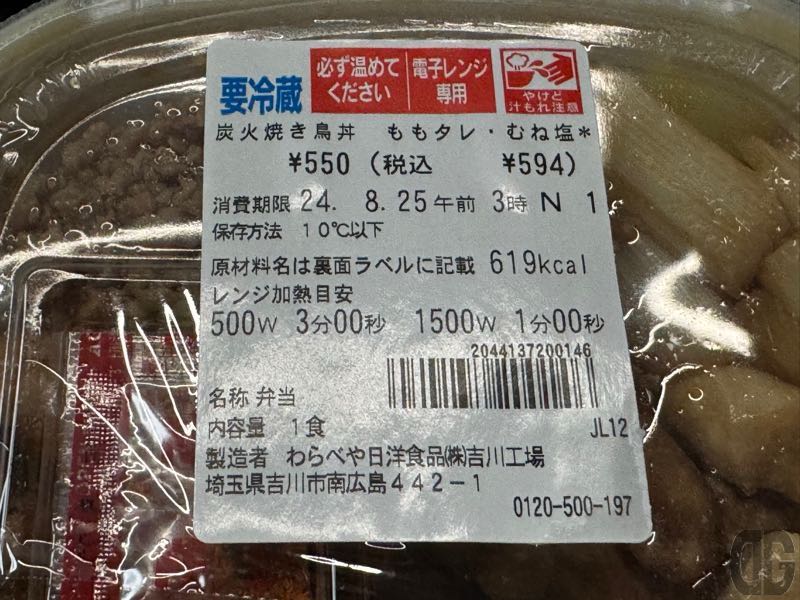 要冷蔵
必ず温めて
ください
電子レンジ
専用
やけど
汁もれ注意
炭火焼き鳥丼 ももタレ・むね塩*
¥550(税込 ¥594)
消費期限 24. 8. 25午前 3時 N 1
保存方法 10℃以下
原材料名は裏面ラベルに記載 619kcal
レンジ加熱目安
500W 3分00秒 1500W 1分00秒
2044137200146
名称 弁当
内容量 1食 JL12
製造者 わらべや日洋食品㈱吉川工場
埼玉県吉川市南広島442-1
0120-500-197
DG